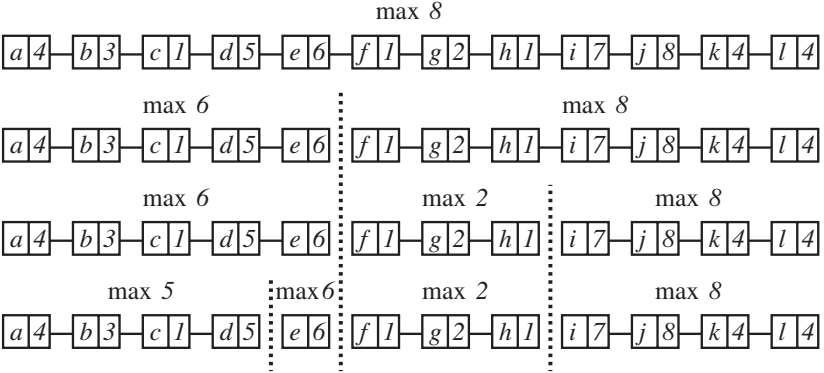 max 8
a 4 b 3 c 1 d 5 e 6 f 1 g 2 h 1 i 7 j 8 k 4 l 4
max 6 max 8
a 4 b 3 c 1 d 5 e 6 f 1 g 2 h 1 i 7 j 8 k 4 l 4
max 6 max 2 max 8
a 4 b 3 c 1 d 5 e 6 f 1 g 2 h 1 i 7 j 8 k 4 l 4
max 5 max6 max 2 max 8
a 4 b 3 c 1 d 5 e 6 f 1 g 2 h 1 i 7 j 8 k 4 l 4